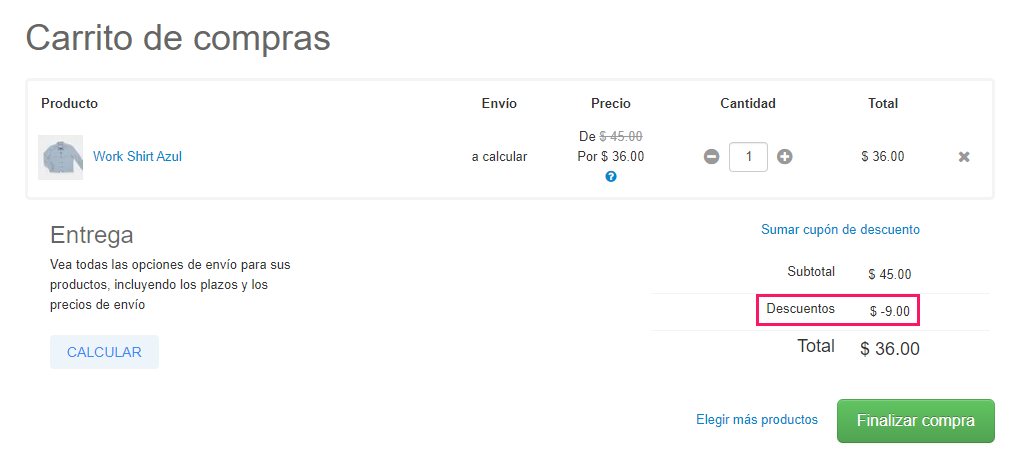 Carrito de compras
Producto Envío Precio Cantidad Total
De $ 45.00
Work Shirt Azul a calcular Por $ 36.00 1 $ 36.00
?
Entrega
Vea todas las opciones de envío para sus
productos, incluyendo los plazos y los
precios de envío
CALCULAR
Sumar cupón de descuento
Subtotal $ 45.00
Descuentos $ -9.00
Total $ 36.00
Elegir más productos Finalizar compra